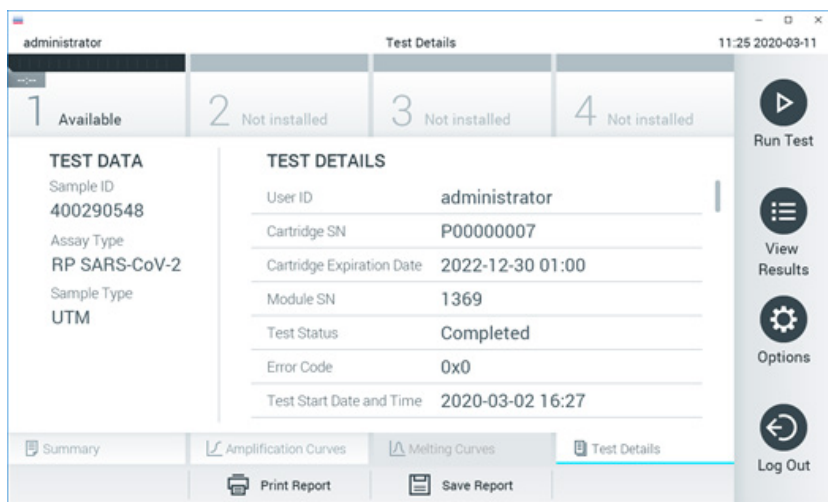 administrator Test Details 11:25 2020-03-11
--:--
1 Available 2 Not installed 3 Not installed 4 Not installed
Run Test
View
Results
Options
Log Out
TEST DATA
Sample ID
400290548
Assay Type
RP SARS-CoV-2
Sample Type
UTM
TEST DETAILS
User ID administrator
Cartridge SN P00000007
Cartridge Expiration Date 2022-12-30 01:00
Module SN 1369
Test Status Completed
Error Code 0x0
Test Start Date and Time 2020-03-02 16:27
Summary Amplification Curves Melting Curves Test Details
Print Report Save Report